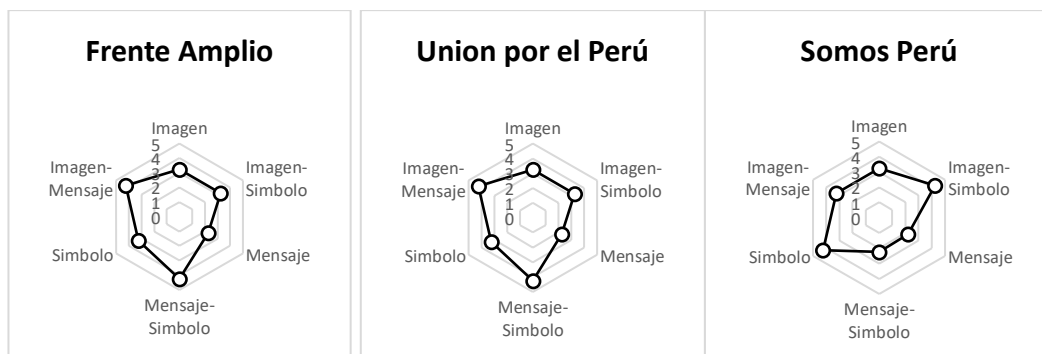 Frente Amplio
Imagen
5
4
3
2
1
0
Imagen-
Simbolo
Mensaje
Mensaje-
Simbolo
Simbolo
Imagen-
Mensaje
Union por el Perú
Imagen
5
4
3
2
1
0
Imagen-
Simbolo
Mensaje
Mensaje-
Simbolo
Simbolo
Imagen-
Mensaje
Somos Perú
Imagen
5
4
3
2
1
0
Imagen-
Simbolo
Mensaje
Mensaje-
Simbolo
Simbolo
Imagen-
Mensaje